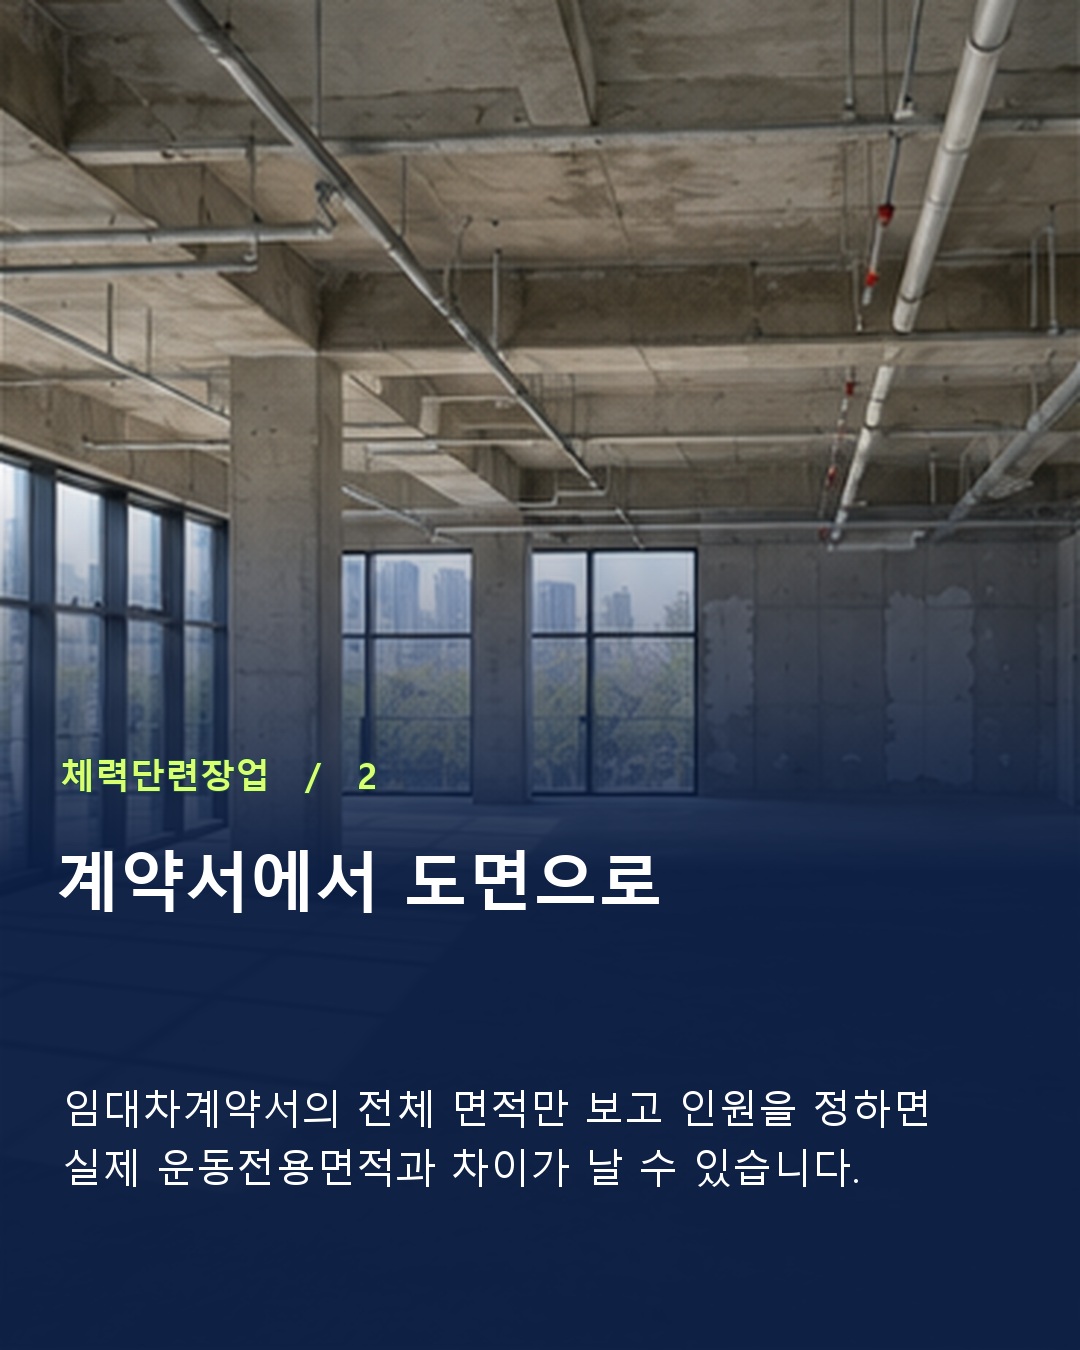 체력단련장업 / 2
계약서에서 도면으로
임대차계약서의 전체 면적만 보고 인원을 정하면
실제 운동전용면적과 차이가 날 수 있습니다.